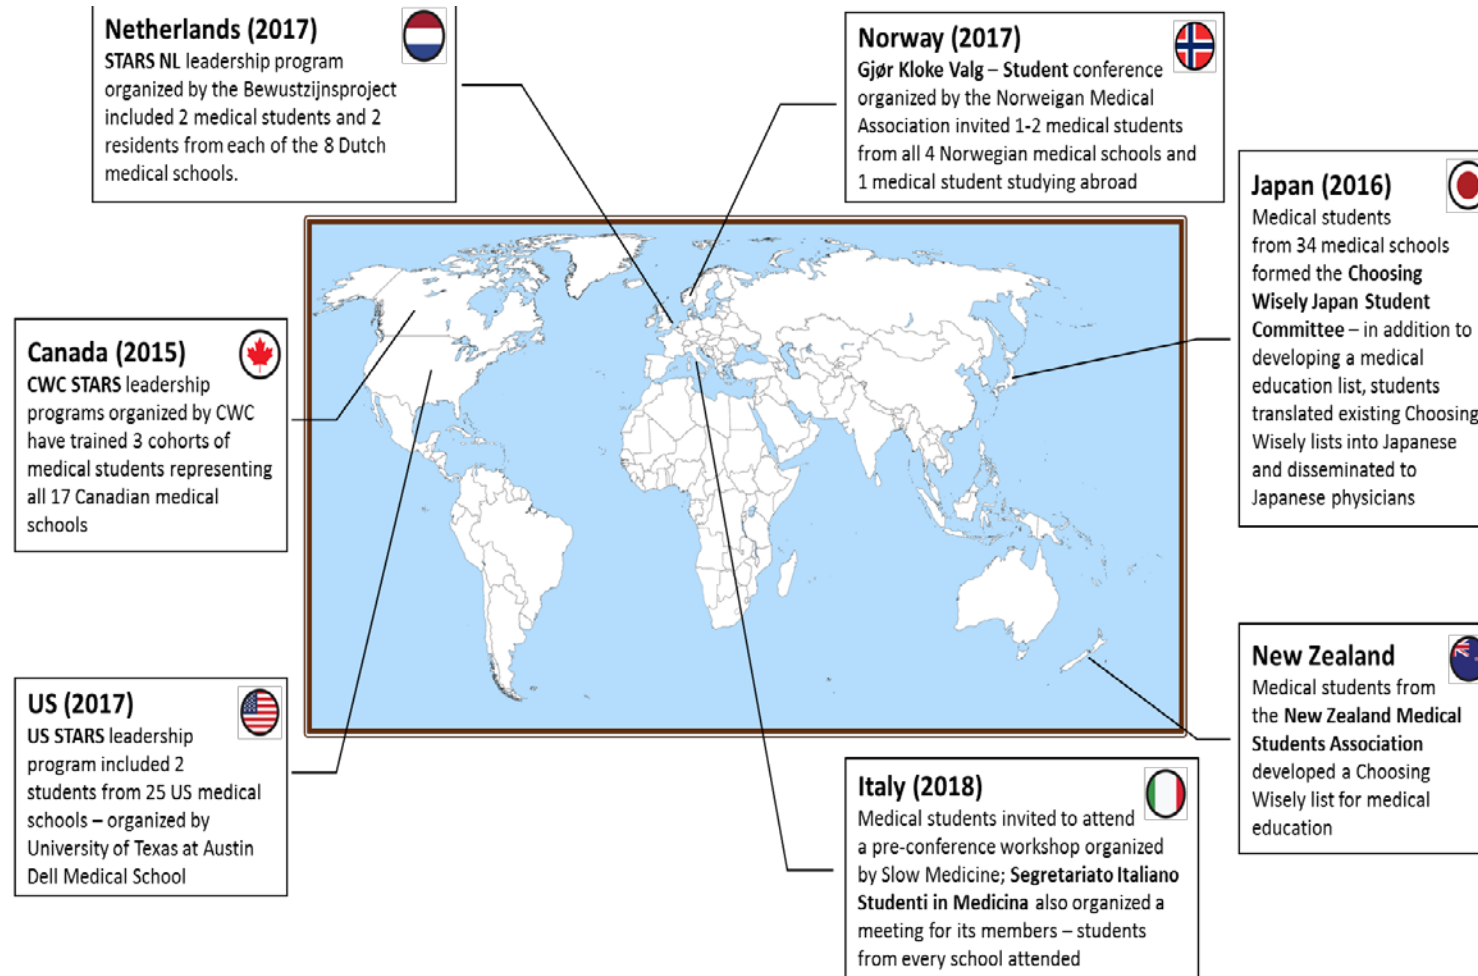 Netherlands (2017)
STARS NL leadership program
organized by the Bewustzijnsproject
included 2 medical students and 2
residents from each of the 8 Dutch
medical schools.
Norway (2017)
Gjør Kloke Valg – Student conference
organized by the Norweigan Medical
Association invited 1-2 medical students
from all 4 Norwegian medical schools and
1 medical student studying abroad
Japan (2016)
Medical students
from 34 medical schools
formed the Choosing
Wisely Japan Student
Committee – in addition to
developing a medical
education list, students
translated existing Choosing
Wisely lists into Japanese
and disseminated to
Japanese physicians
Canada (2015)
CWC STARS leadership
programs organized by CWC
have trained 3 cohorts of
medical students representing
all 17 Canadian medical
schools
US (2017)
US STARS leadership
program included 2
students from 25 US medical
schools – organized by
University of Texas at Austin
Dell Medical School
Italy (2018)
Medical students invited to attend
a pre-conference workshop organized
by Slow Medicine; Segretariato Italiano
Studenti in Medicina also organized a
meeting for its members – students
from every school attended
New Zealand
Medical students from
the New Zealand Medical
Students Association
developed a Choosing
Wisely list for medical
education